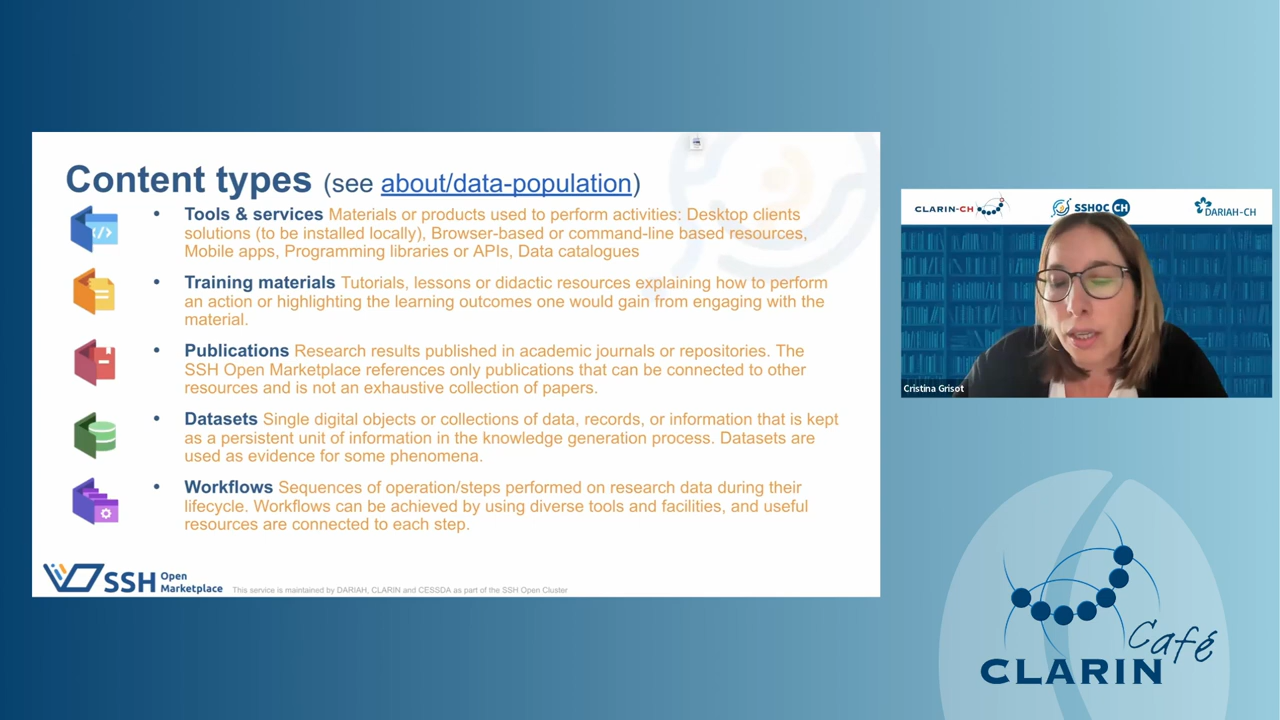 Content types (see about/data-population)
• Tools & services Materials or products used to perform activities: Desktop clients
solutions (to be installed locally), Browser-based or command-line based resources,
Mobile apps, Programming libraries or APIs, Data catalogues
• Training materials Tutorials, lessons or didactic resources explaining how to perform
an action or highlighting the learning outcomes one would gain from engaging with the
material.
• Publications Research results published in academic journals or repositories. The
SSH Open Marketplace references only publications that can be connected to other
resources and is not an exhaustive collection of papers.
• Datasets Single digital objects or collections of data, records, or information that is kept
as a persistent unit of information in the knowledge generation process. Datasets are
used as evidence for some phenomena.
• Workflows Sequences of operation/steps performed on research data during their
lifecycle. Workflows can be achieved by using diverse tools and facilities, and useful
resources are connected to each step.
SSH Open
Marketplace
This service is maintained by DARIAH, CLARIN and CESSDA as part of the SSH Open Cluster
CLARIN-CH
SSHOC CH
DARIAH-CH
Cristina Grisot
Café
CLARIN